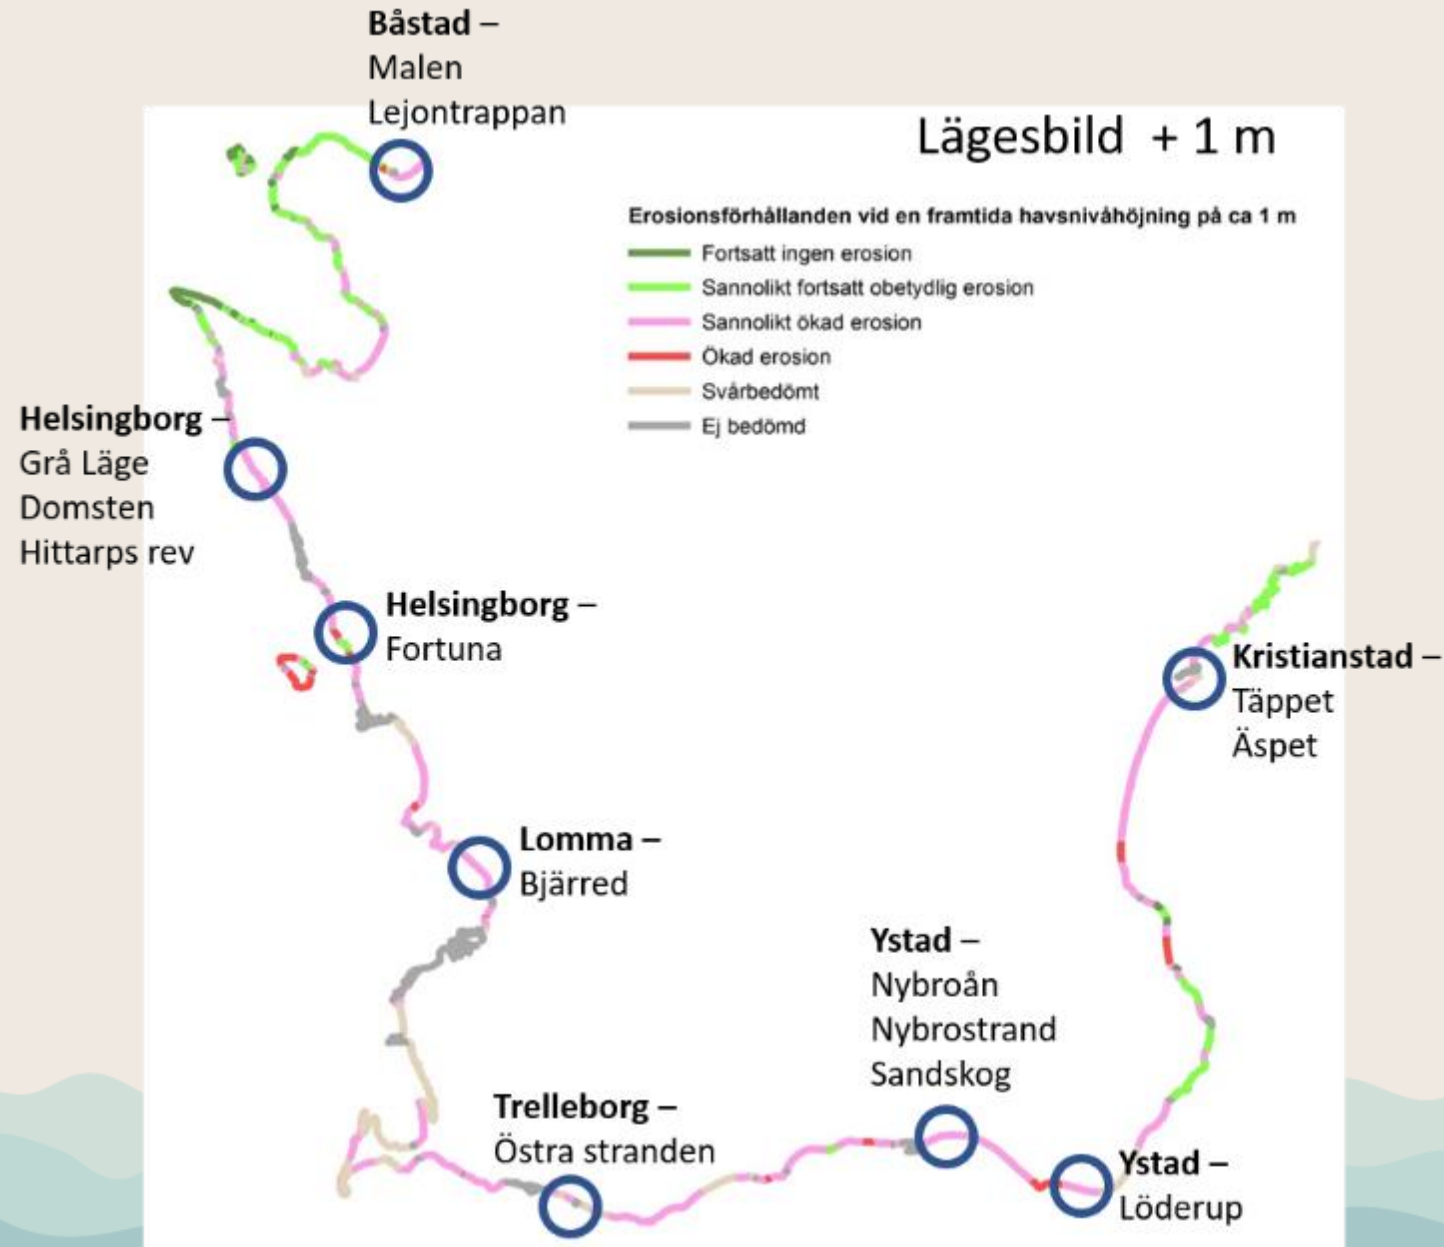 Båstad –
Malen
Lejontrappan
Lägesbild + 1 m
Erosionsförhållanden vid en framtida havsnivåhöjning på ca 1 m
Fortsatt ingen erosion
Sannolikt fortsatt obetydlig erosion
Sannolikt ökad erosion
Ökad erosion
Svårbedömt
Ej bedömd
Helsingborg –
Grå Läge
Domsten
Hittarps rev
Helsingborg –
Fortuna
Kristianstad –
Täppet
Äspet
Lomma –
Bjärred
Ystad –
Nybroån
Nybrostrand
Sandskog
Trelleborg –
Östra stranden
Ystad –
Löderup